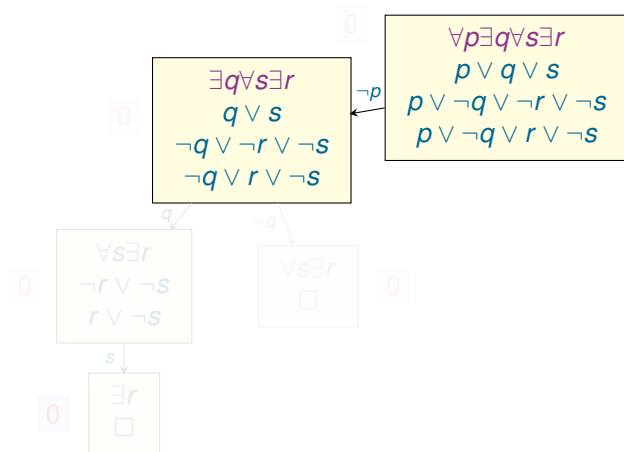 0
∀p∃q∀s∃r
p ∨ q ∨ s
p ∨ ¬q ∨ ¬r ∨ ¬s
p ∨ ¬q ∨ r ∨ ¬s
¬p
0
∃q∀s∃r
q ∨ s
¬q ∨ ¬r ∨ ¬s
¬q ∨ r ∨ ¬s
q
¬q
0
∀s∃r
¬r ∨ ¬s
r ∨ ¬s
∀s∃r
□
0
s
0
∃r
□